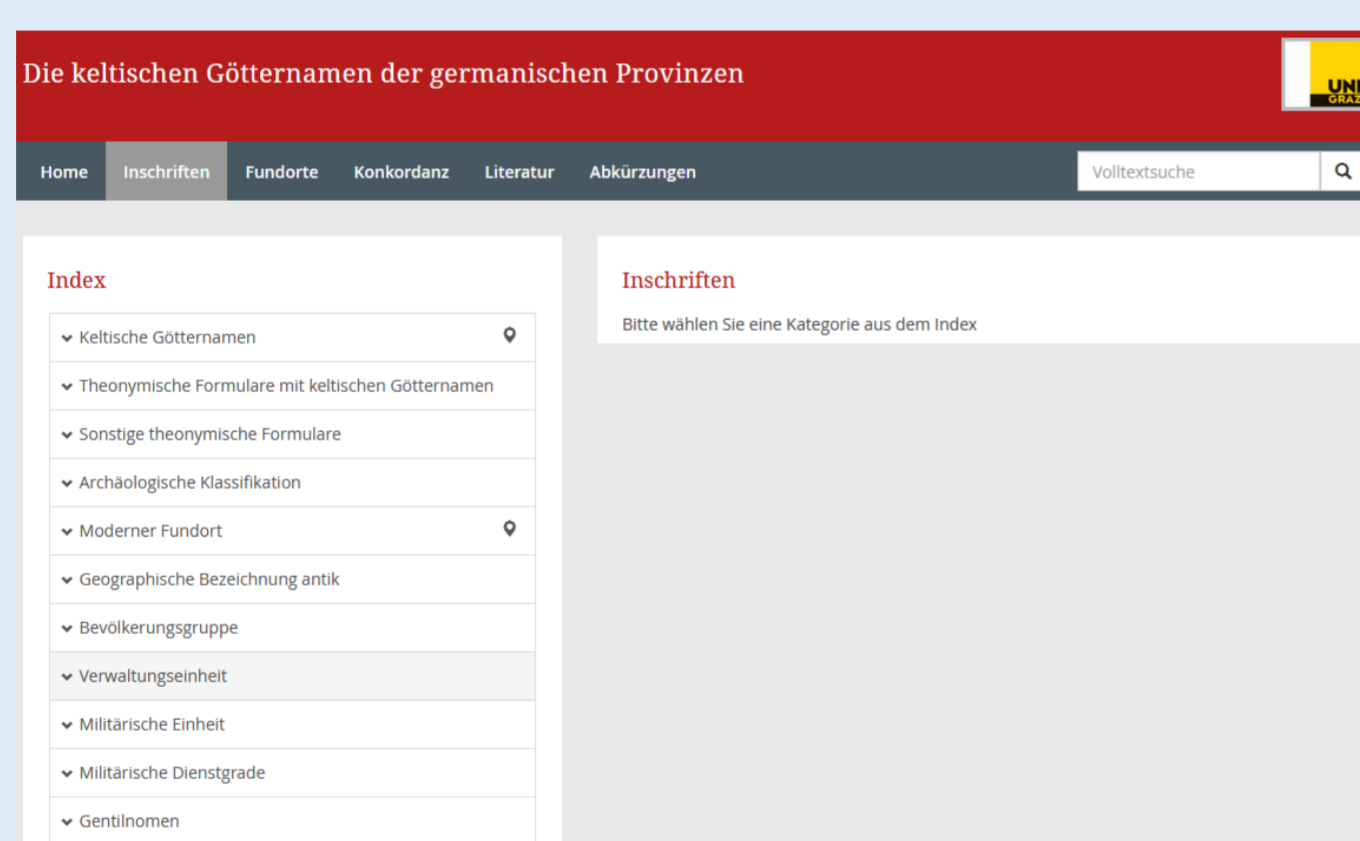 Die keltischen Götternamen der germanischen Provinzen
UNI
GRAZ
Home Inschriften Fundorte Konkordanz Literatur Abkürzungen Volltextsuche
Index
Keltische Götternamen
Theonymische Formulare mit keltischen Götternamen
Sonstige theonymische Formulare
Archäologische Klassifikation
Moderner Fundort
Geographische Bezeichnung antik
Bevölkerungsgruppe
Verwaltungseinheit
Militärische Einheit
Militärische Dienstgrade
Gentilnomen
Inschriften
Bitte wählen Sie eine Kategorie aus dem Index